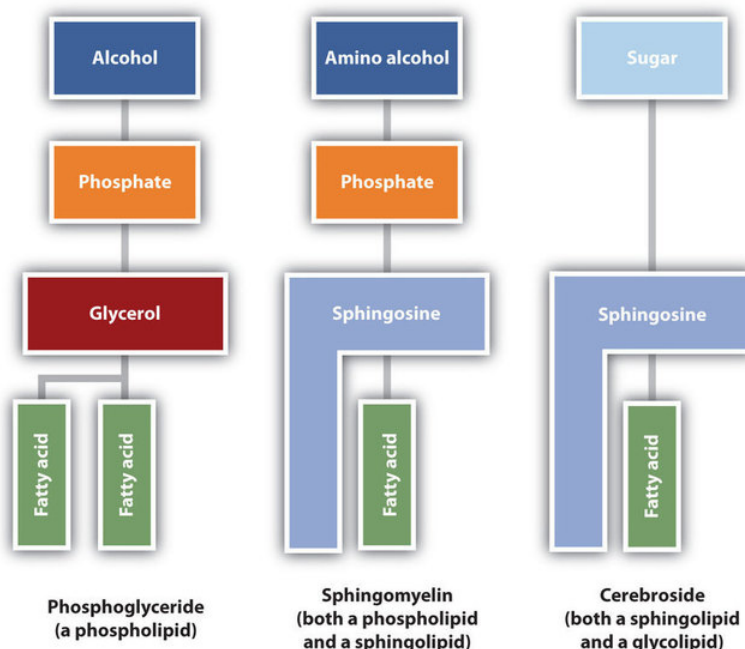 Alcohol
Phosphate
Glycerol
Fatty acid
Fatty acid
Phosphoglyceride
(a phospholipid)
Amino alcohol
Phosphate
Sphingosine
Fatty acid
Sphingomyelin
(both a phospholipid
and a sphingolipid)
Sugar
Sphingosine
Fatty acid
Cerebroside
(both a sphingolipid
and a glycolipid)